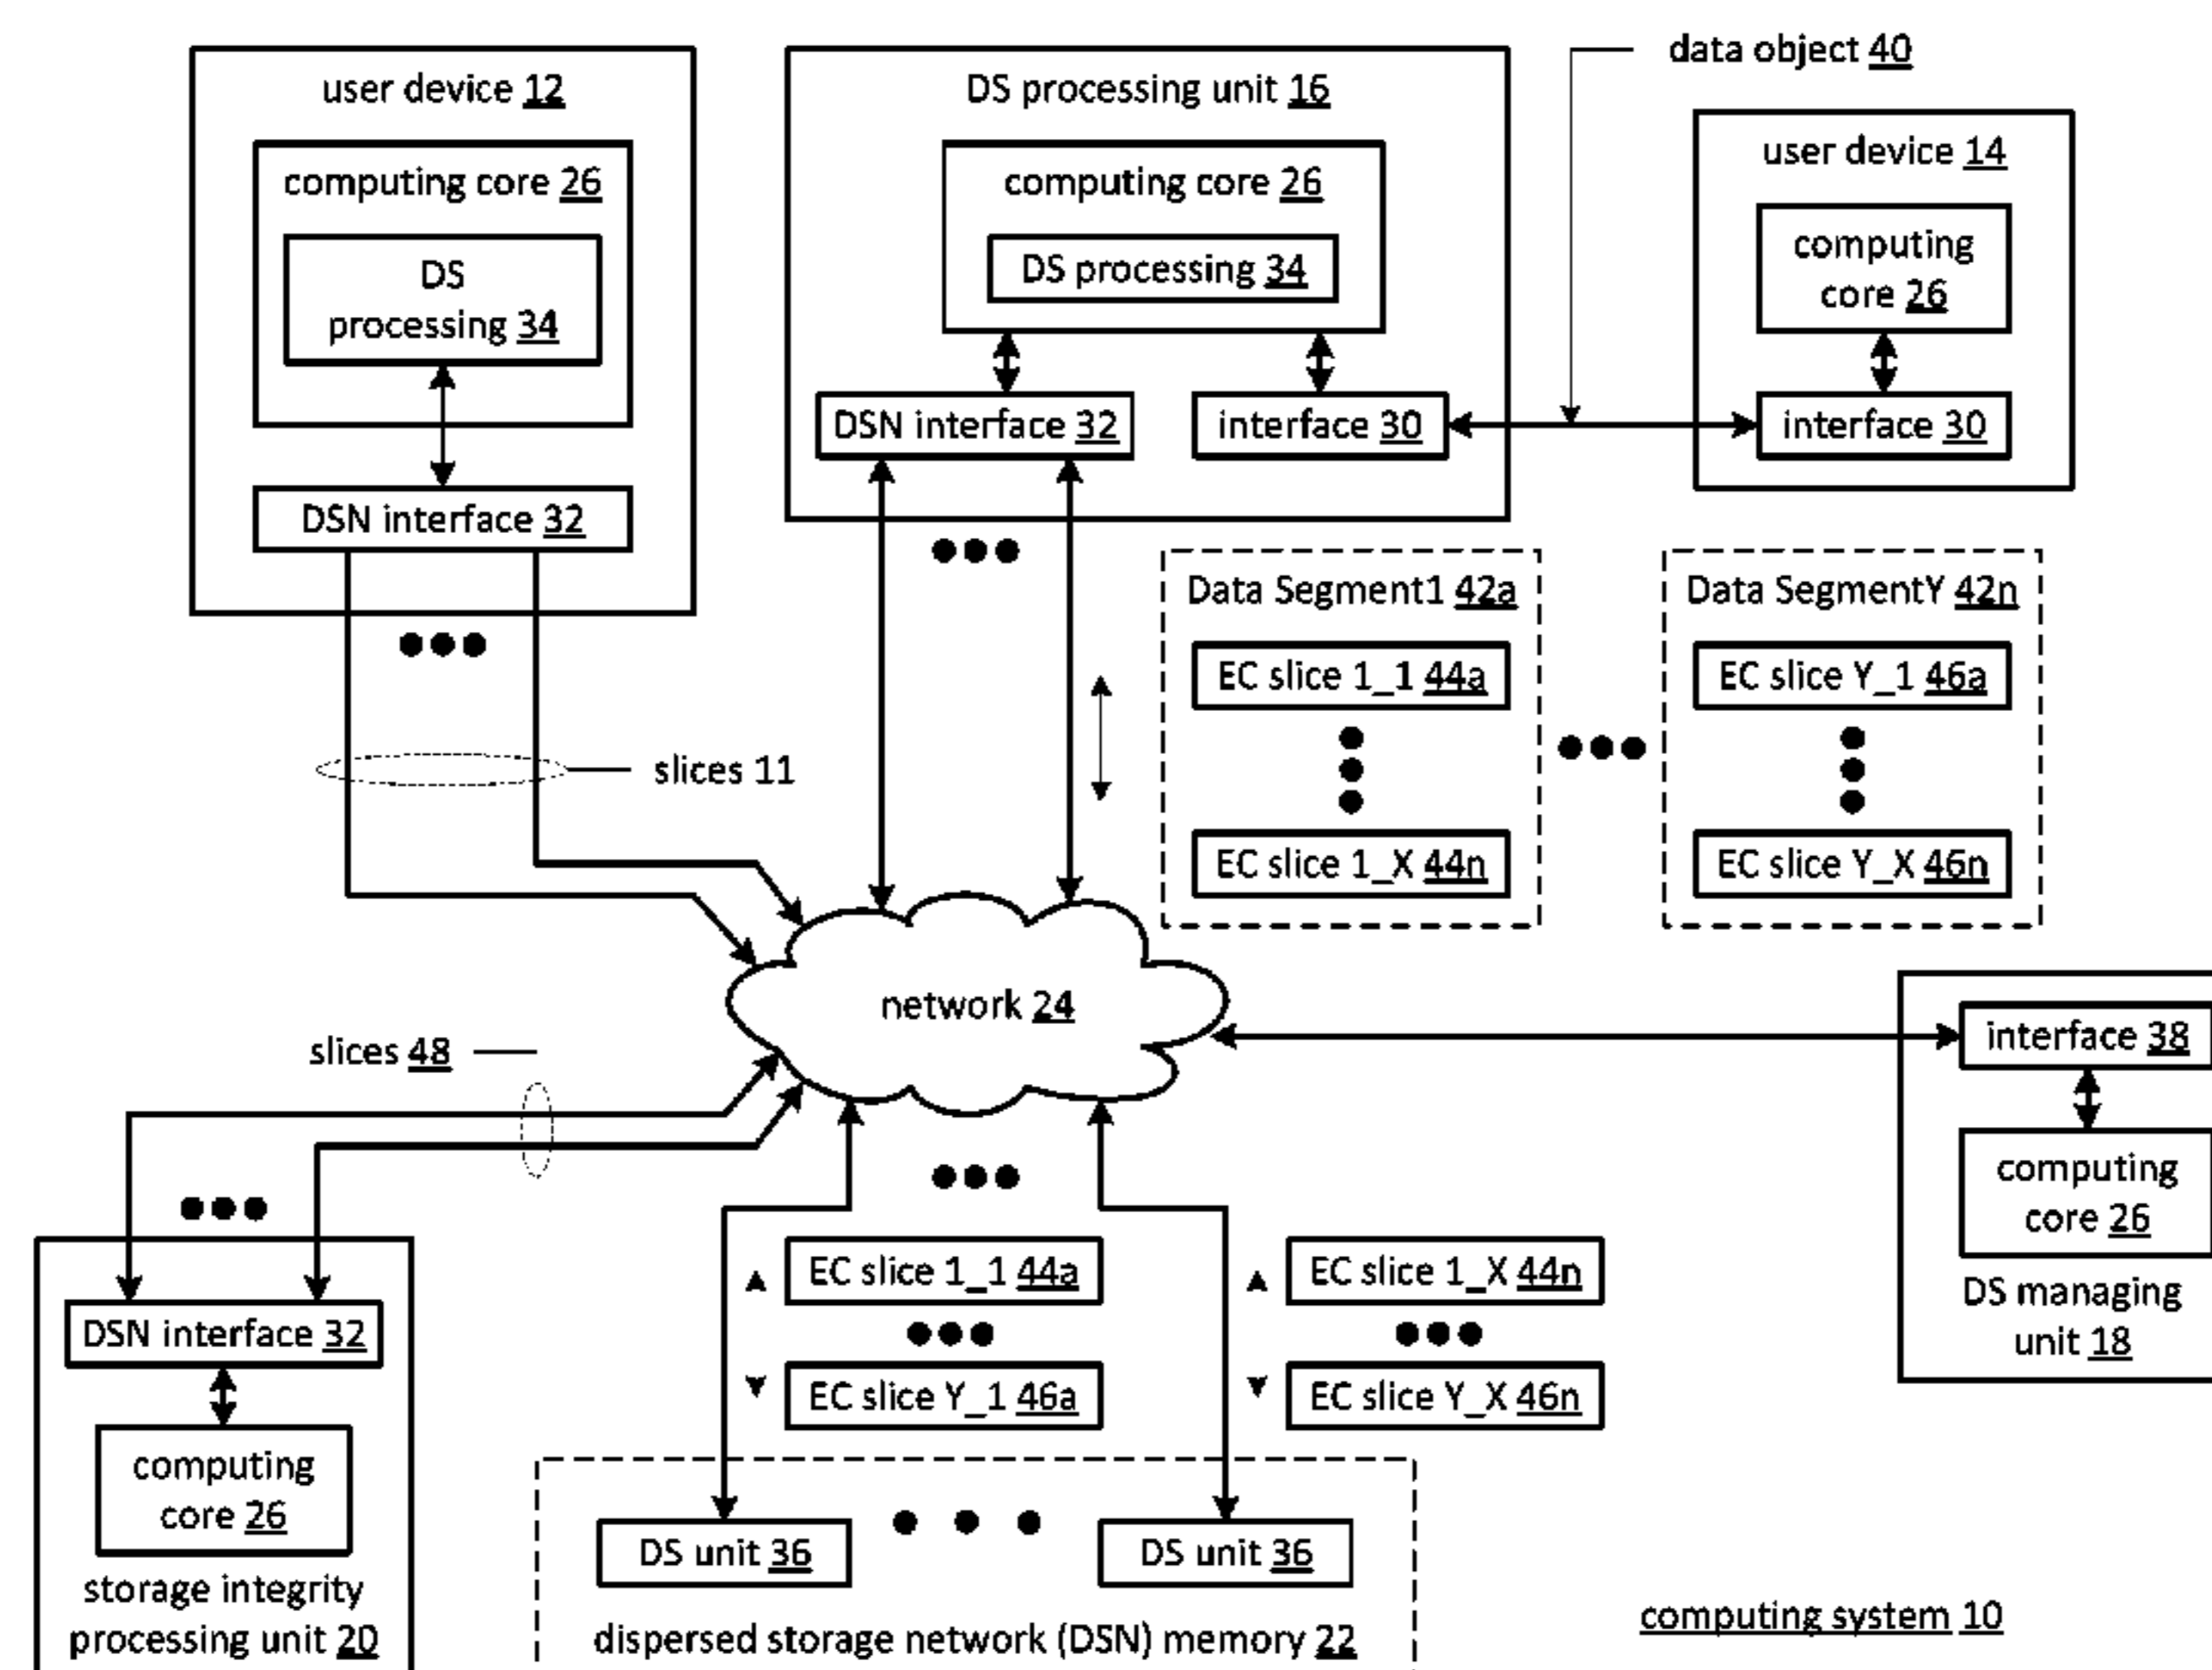 data object 40
user device 12
computing core 26
DS
processing 34
DSN interface 32
DS processing unit 16
computing core 26
DS processing 34
DSN interface 32
interface 30
user device 14
computing
core 26
interface 30
slices 11
Data Segment1 42a
EC slice 1_1 44a
EC slice 1_X 44n
Data SegmentY 42n
EC slice Y_1 46a
EC slice Y_X 46n
network 24
slices 48
interface 38
computing
core 26
DS managing
unit 18
DSN interface 32
computing
core 26
storage integrity
processing unit 20
EC slice 1_1 44a
EC slice Y_1 46a
EC slice 1_X 44n
EC slice Y_X 46n
DS unit 36
DS unit 36
dispersed storage network (DSN) memory 22
computing system 10